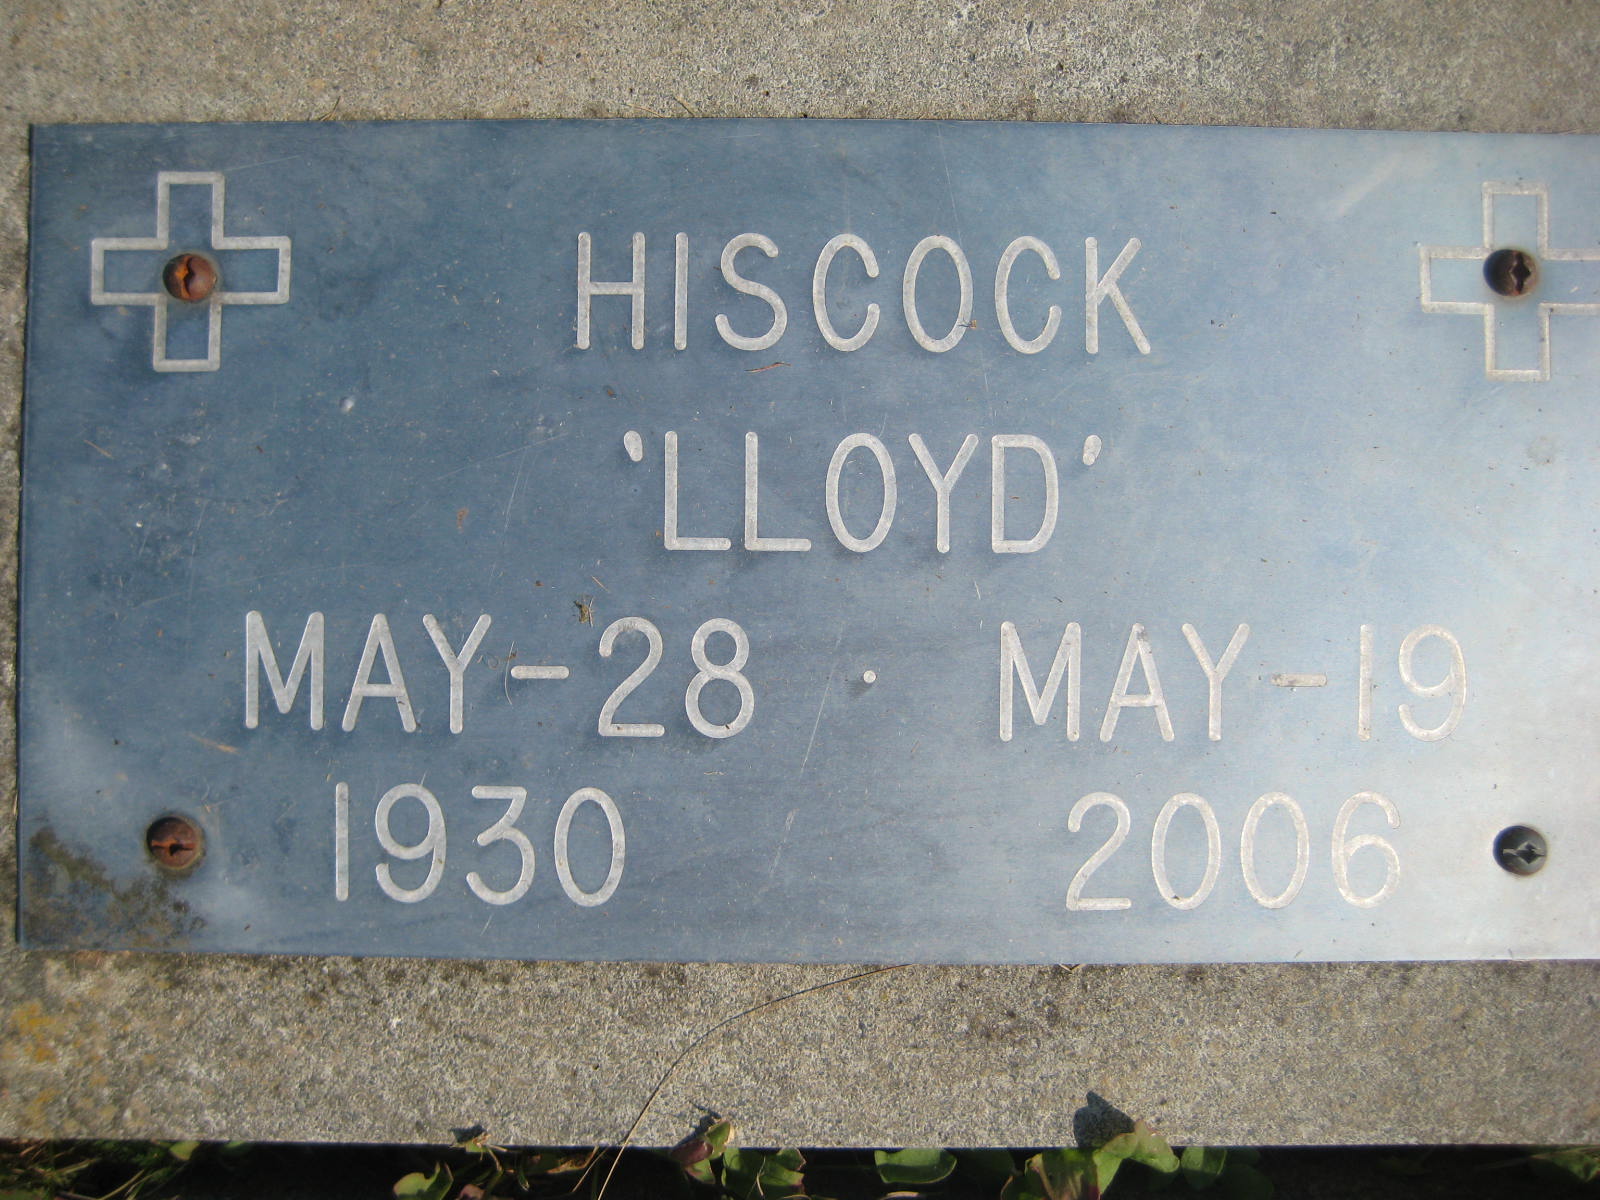 HISCOCK
'LLOYD'
MAY-28 · MAY-19
1930 2006